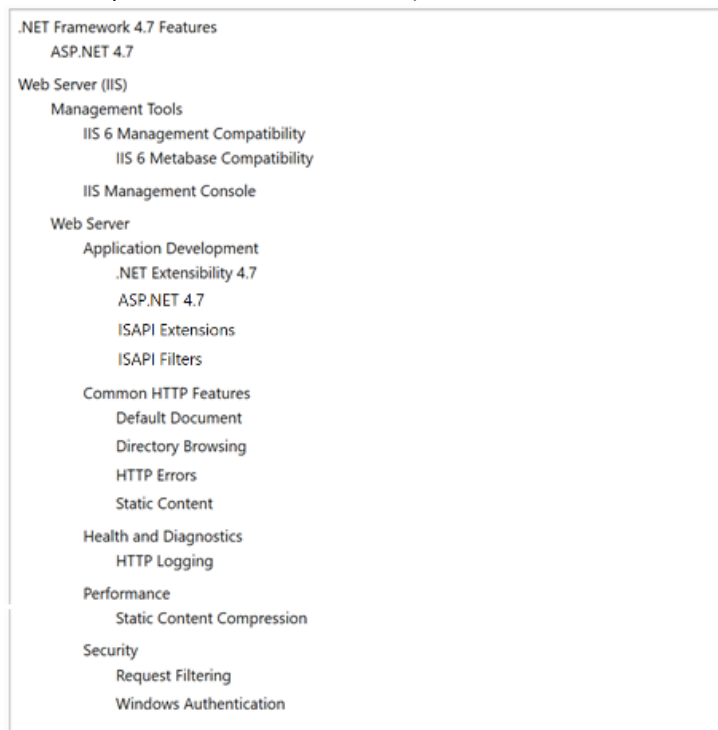 .NET Framework 4.7 Features
ASP.NET 4.7
Web Server (IIS)
Management Tools
IIS 6 Management Compatibility
IIS 6 Metabase Compatibility
IIS Management Console
Web Server
Application Development
.NET Extensibility 4.7
ASP.NET 4.7
ISAPI Extensions
ISAPI Filters
Common HTTP Features
Default Document
Directory Browsing
HTTP Errors
Static Content
Health and Diagnostics
HTTP Logging
Performance
Static Content Compression
Security
Request Filtering
Windows Authentication